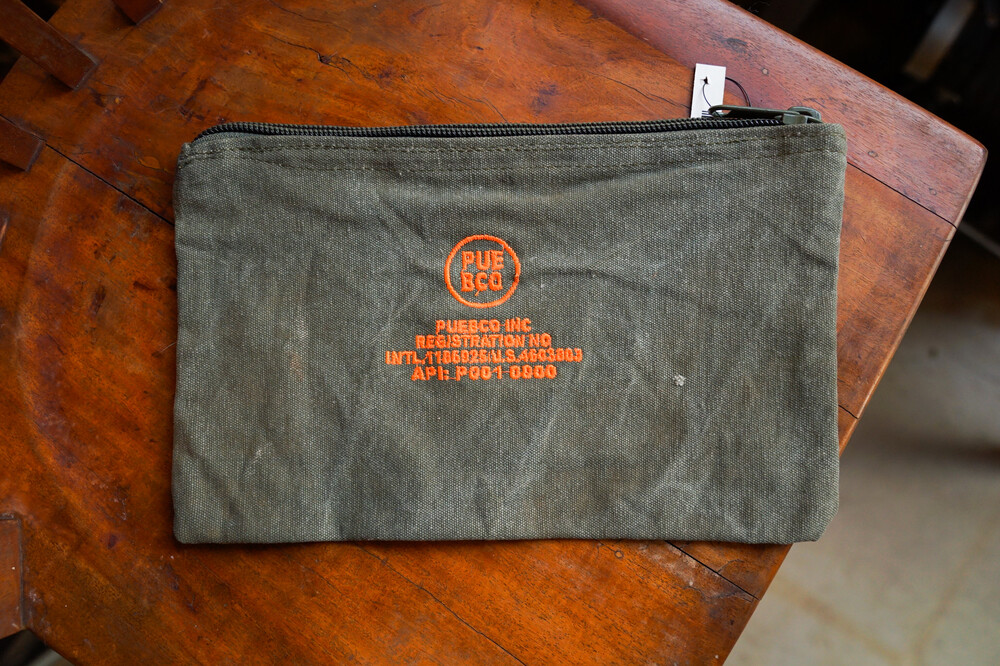 PUE
BCO
PUEBCO INC
REGISTRATION NO
INTL.1186925/U.S.4603003
API: P001-0000